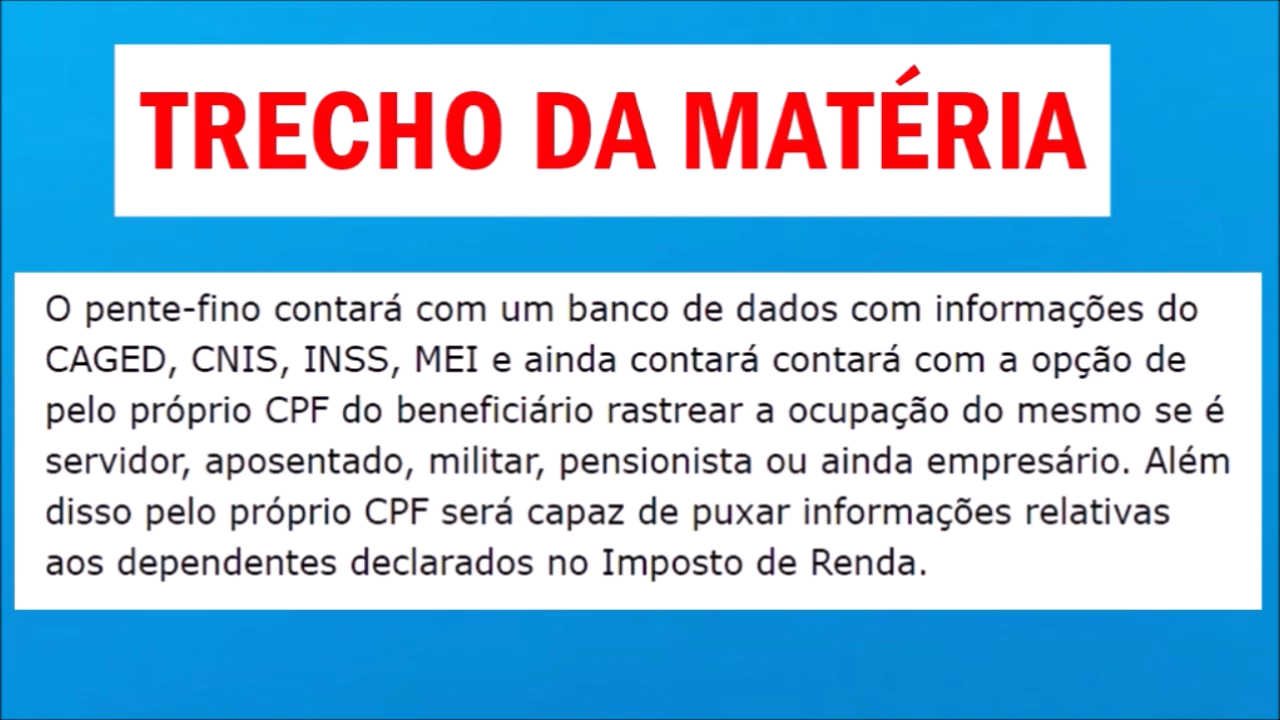 TRECHO DA MATÉRIA
O pente-fino contará com um banco de dados com informações do
CAGED, CNIS, INSS, MEI e ainda contará contará com a opção de
pelo próprio CPF do beneficiário rastrear a ocupação do mesmo se é
servidor, aposentado, militar, pensionista ou ainda empresário. Além
disso pelo próprio CPF será capaz de puxar informações relativas
aos dependentes declarados no Imposto de Renda.